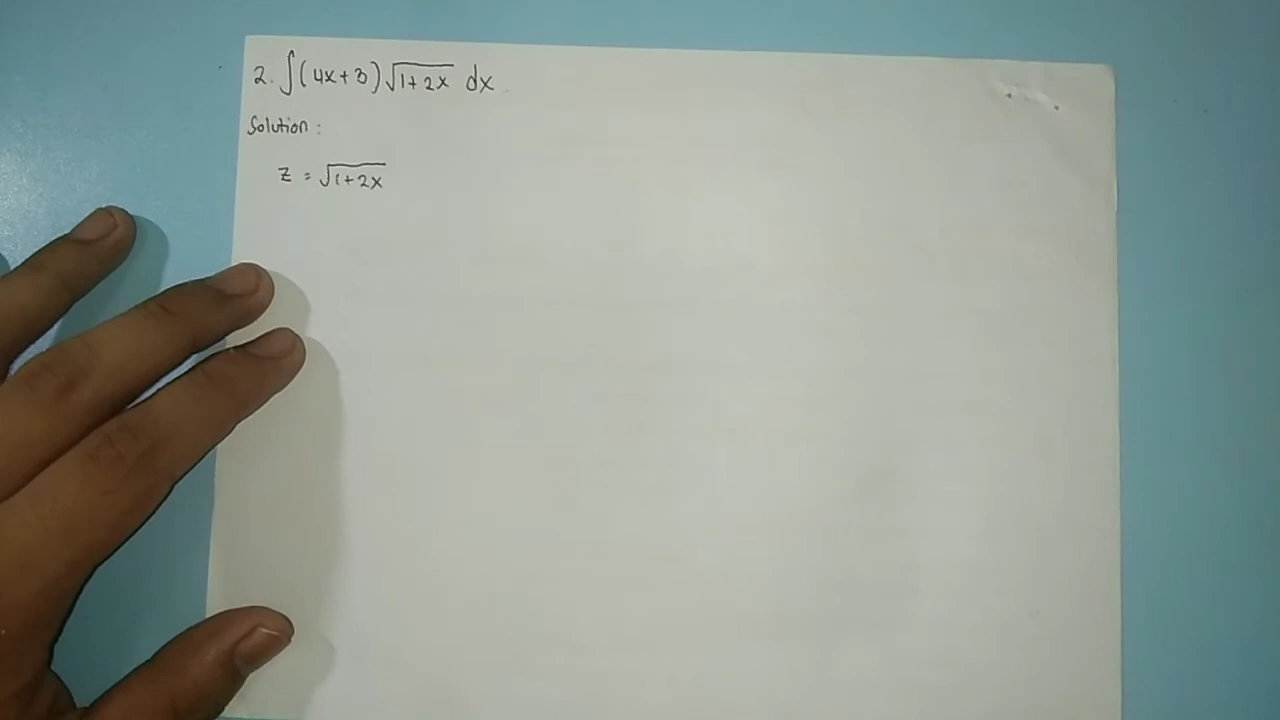 2. ∫(4x+3)√(1+2x) dx
Solution :
z = √(1+2x)